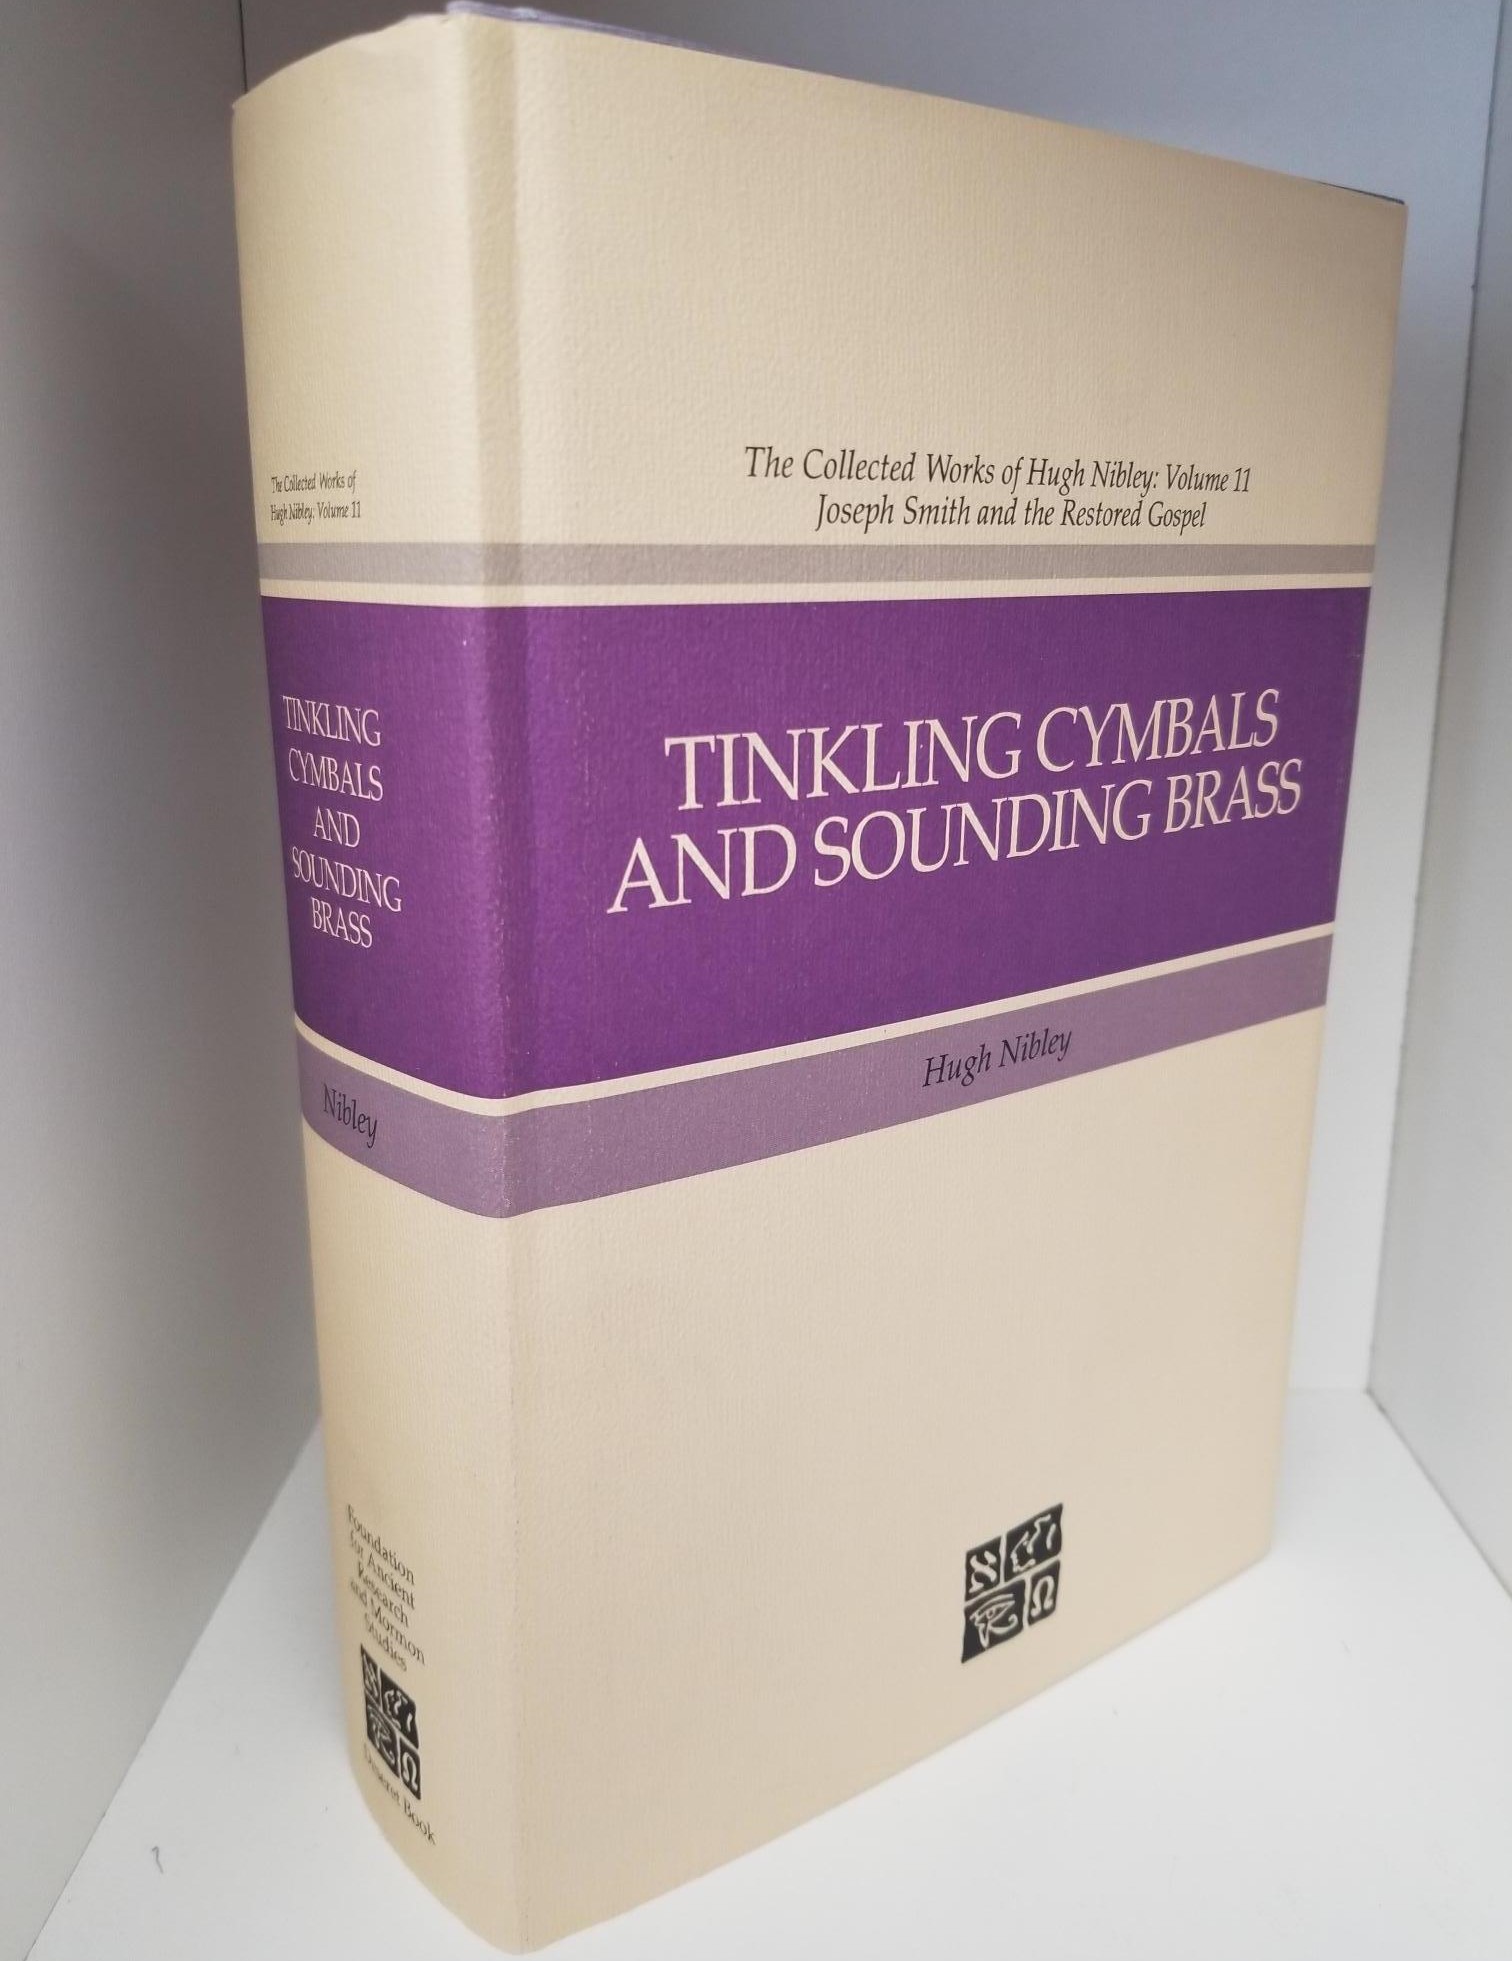 The Collected Works of
Hugh Nibley: Volume 11
TINKLING
CYMBALS
AND
SOUNDING
BRASS
Nibley
Foundation
for Ancient
Research
and Mormon
Studies
א
Ω
Deseret Book
The Collected Works of Hugh Nibley: Volume 11
Joseph Smith and the Restored Gospel
TINKLING CYMBALS
AND SOUNDING BRASS
Hugh Nibley
א
Ω